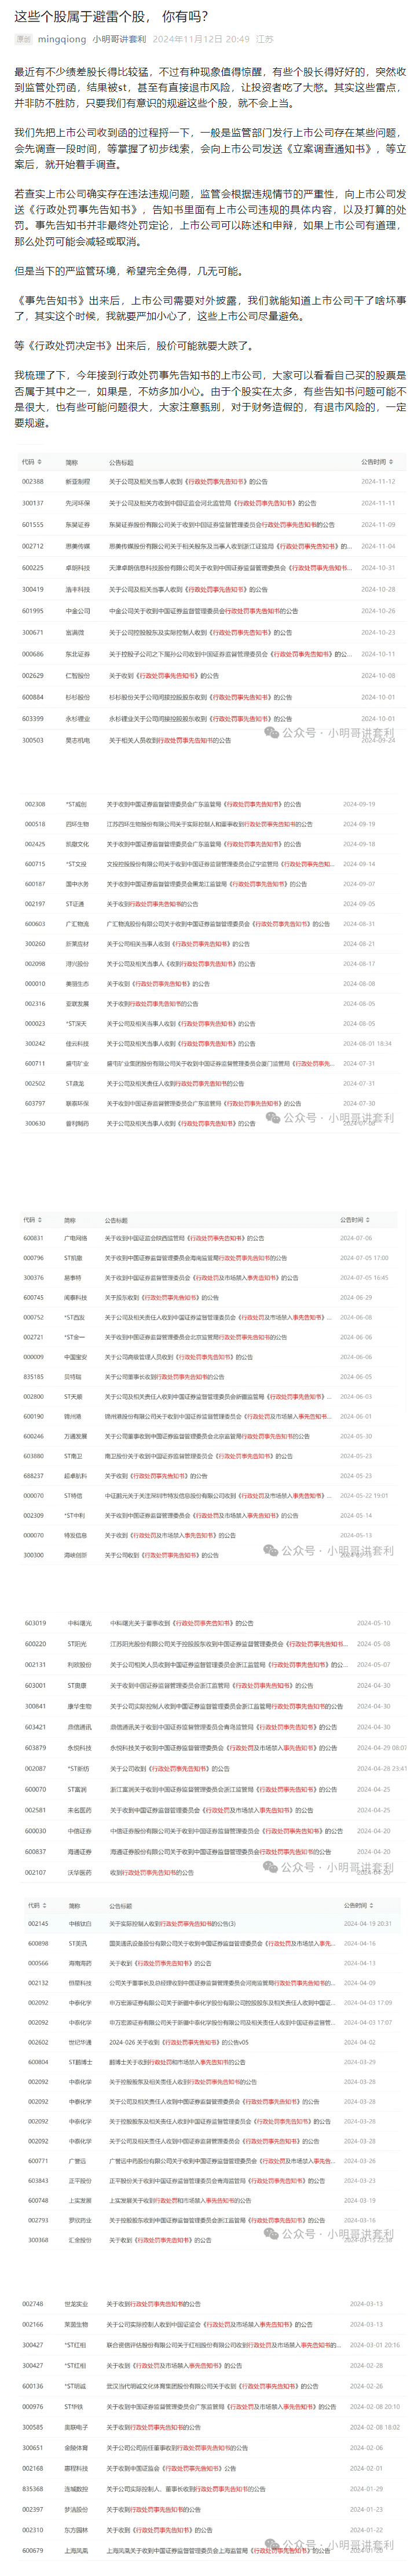 这些个股属于避雷个股， 你有吗？
原创 mingqiong 小明哥讲套利 2024年11月12日 20:49 江苏
最近有不少绩差股长得比较猛，不过有种现象值得惊醒，有些个股长得好好的，突然收
到监管处罚函，结果被st，甚至有直接退市风险，让投资者吃了大憋。其实这些雷点，
并非防不胜防，只要我们有意识的规避这些个股，就不会上当。
我们先把上市公司收到函的过程捋一下，一般是监管部门发行上市公司存在某些问题，
会先调查一段时间，等掌握了初步线索，会向上市公司发送《立案调查通知书》，等立
案后，就开始着手调查。
若查实上市公司确实存在违法违规问题，监管会根据违规情节的严重性，向上市公司发
送《行政处罚事先告知书》，告知书里面有上市公司违规的具体内容，以及打算的处
罚。事先告知书并非最终处罚定论，上市公司可以陈述和申辩，如果上市公司有道理，
那么处罚可能会减轻或取消。
但是当下的严监管环境，希望完全免得，几无可能。
《事先告知书》出来后，上市公司需要对外披露，我们就能知道上市公司干了啥坏事
了，其实这个时候，我就要严加小心了，这些上市公司尽量避免。
等《行政处罚决定书》出来后，股价可能就要大跌了。
我梳理了下，今年接到行政处罚事先告知书的上市公司，大家可以看看自己买的股票是
否属于其中之一，如果是，不妨多加小心。由于个股实在太多，有些告知书问题可能不
是很大，也有些可能问题很大，大家注意甄别，对于财务造假的，有退市风险的，一定
要规避。
代码 简称 公告标题 公告时间
002388 新亚制程 关于公司及相关当事人收到《行政处罚事先告知书》的公告 2024-11-12
300137 先河环保 关于公司及相关方收到中国证监会河北监管局《行政处罚事先告知书》的公告 2024-11-11
601555 东吴证券 东吴证券股份有限公司关于收到中国证券监督管理委员会行政处罚事先告知书的公告 2024-11-09
002712 思美传媒 思美传媒股份有限公司关于相关股东及当事人收到浙江证监局《行政处罚事先告知书》的... 2024-11-04
600225 卓朗科技 天津卓朗信息科技股份有限公司关于收到中国证券监督管理委员会《行政处罚事先告知书... 2024-10-31
300419 浩丰科技 关于公司及相关当事人收到《行政处罚事先告知书》的公告 2024-10-28
601995 中金公司 中金公司关于收到中国证券监督管理委员会行政处罚事先告知书的公告 2024-10-26
300671 富满微 关于公司控股股东及实际控制人收到《行政处罚事先告知书》的公告 2024-10-23
000686 东北证券 关于控股子公司之下属孙公司收到中国证券监督管理委员会《行政处罚事先告知书》的公... 2024-10-11
002629 仁智股份 关于收到《行政处罚事先告知书》的公告 2024-10-08
600884 杉杉股份 杉杉股份关于公司间接控股股东收到《行政处罚事先告知书》的公告 2024-10-01
603399 永杉锂业 永杉锂业关于公司间接控股股东收到《行政处罚事先告知书》的公告 2024-10-01
300503 昊志机电 关于相关人员收到行政处罚事先告知书的公告 2024-09-24
公众号 · 小明哥讲套利
002308 *ST威创 关于收到中国证券监督管理委员会广东监管局《行政处罚事先告知书》的公告 2024-09-19
000518 四环生物 江苏四环生物股份有限公司关于实际控制人和董事收到行政处罚事先告知书的公告 2024-09-19
002425 凯撒文化 关于收到中国证券监督管理委员会广东监管局《行政处罚事先告知书》的公告 2024-09-18
600715 *ST文投 文投控股股份有限公司关于收到中国证券监督管理委员会辽宁监管局《行政处罚事先告知... 2024-09-14
600187 国中水务 关于收到中国证券监督管理委员会黑龙江监管局《行政处罚事先告知书》的公告 2024-09-07
002197 ST证通 关于收到行政处罚事先告知书的公告 2024-09-05
600603 广汇物流 广汇物流股份有限公司关于收到中国证券监督管理委员会《行政处罚事先告知书》的公告 2024-08-31
300260 新莱应材 关于公司相关当事人收到《行政处罚事先告知书》的公告 2024-08-21
002098 浔兴股份 关于公司及相关当事人《收到行政处罚事先告知书》的公告 2024-08-17
000010 美丽生态 关于收到《行政处罚事先告知书》的公告 2024-08-08
002316 亚联发展 关于收到行政处罚事先告知书的公告 2024-08-05
000023 *ST深天 关于公司及相关当事人收到《行政处罚事先告知书》的公告 2024-08-05
300242 佳云科技 关于公司及相关当事人收到《行政处罚事先告知书》的公告 2024-08-01 18:34
600711 盛屯矿业 盛屯矿业集团股份有限公司关于收到中国证券监督管理委员会厦门监管局《行政处罚事先... 2024-07-31
002502 ST鼎龙 关于公司及相关责任人收到行政处罚事先告知书的公告 2024-07-31
603797 联泰环保 关于收到中国证券监督管理委员会广东监管局《行政处罚事先告知书》的公告 2024-07-30
300630 普利制药 关于公司及相关当事人收到《行政处罚事先告知书》的公告
公众号 · 小明哥讲套利
代码 简称 公告标题 公告时间
600831 广电网络 关于收到中国证监会陕西监管局《行政处罚事先告知书》的公告 2024-07-06
000796 ST凯撒 关于收到中国证券监督管理委员会海南监管局行政处罚事先告知书的公告 2024-07-05 17:00
300376 易事特 关于收到中国证券监督管理委员会《行政处罚及市场禁入事先告知书》的公告 2024-07-05 16:45
600745 闻泰科技 关于股东收到《行政处罚事先告知书》的公告 2024-06-29
000752 *ST西发 关于公司及相关责任人收到中国证券监督管理委员会《行政处罚及市场禁入事先告知书》... 2024-06-06
002721 *ST金一 关于收到中国证券监督管理委员会北京监管局行政处罚事先告知书的公告 2024-06-06
000009 中国宝安 关于公司高级管理人员收到《行政处罚事先告知书》的公告 2024-06-06
835185 贝特瑞 关于公司董事长收到行政处罚事先告知书的公告 2024-06-05
002800 ST天顺 关于公司及相关责任人收到中国证券监督管理委员会新疆监管局《行政处罚事先告知书》... 2024-06-03
600190 锦州港 锦州港股份有限公司关于收到中国证券监督管理委员会《行政处罚及市场禁入事先告知书... 2024-06-01
600246 万通发展 关于公司董事收到中国证券监督管理委员会北京监管局行政处罚事先告知书的公告 2024-05-30
603880 ST南卫 南卫股份关于收到中国证券监督管理委员会《行政处罚事先告知书》的公告 2024-05-23
688237 超卓航科 关于收到《行政处罚事先告知书》的公告 2024-05-23
000070 ST特信 中证鹏元关于关注深圳市特发信息股份有限公司收到《行政处罚及市场禁入事先告知书》... 2024-05-22 19:01
002309 *ST中利 关于收到中国证券监督管理委员会《行政处罚及市场禁入事先告知书》的公告 2024-05-14
000070 特发信息 关于收到《行政处罚及市场禁入事先告知书》的公告 2024-05-13
300300 海峡创新 关于公司收到《行政处罚事先告知书》的公告
公众号 · 小明哥讲套利
603019 中科曙光 中科曙光关于董事收到《行政处罚事先告知书》的公告 2024-05-10
600220 ST阳光 江苏阳光股份有限公司关于控股股东收到中国证券监督管理委员会《行政处罚事先告知书... 2024-05-08
002131 利欧股份 关于公司相关人员收到中国证券监督管理委员会浙江监管局《行政处罚事先告知书》的公... 2024-05-07
603001 ST奥康 关于收到中国证券监督管理委员会浙江监管局《行政处罚事先告知书》的公告 2024-04-30
300841 康华生物 关于公司实际控制人收到中国证券监督管理委员会浙江监管局行政处罚事先告知书的公告 2024-04-30
603421 鼎信通讯 鼎信通讯关于收到中国证券监督管理委员会青岛监管局《行政处罚事先告知书》的公告 2024-04-30
603879 永悦科技 永悦科技关于收到中国证券监督管理委员会《行政处罚及市场禁入事先告知书》的公告 2024-04-29 08:07
002087 *ST新纺 关于公司收到《行政处罚事先告知书》的公告 2024-04-28 23:41
600070 ST富润 浙江富润关于收到中国证券监督管理委员会浙江监管局《行政处罚事先告知书》的公告 2024-04-25
002581 未名医药 关于收到中国证券监督管理委员会《行政处罚及市场禁入事先告知书》的公告 2024-04-25
600030 中信证券 中信证券股份有限公司关于收到中国证券监督管理委员会《行政处罚事先告知书》的公告 2024-04-20
600837 海通证券 海通证券股份有限公司关于收到中国证券监督管理委员会行政处罚事先告知书的公告 2024-04-20
002107 沃华医药 收到行政处罚事先告知书的公告 2024-04-20
公众号 · 小明哥讲套利
代码 简称 公告标题 公告时间
002145 中核钛白 关于实际控制人收到行政处罚事先告知书的公告(3) 2024-04-19 20:31
600898 ST美讯 国美通讯设备股份有限公司关于收到中国证券监督管理委员会《行政处罚及市场禁入事先... 2024-04-16
000566 海南海药 关于收到《行政处罚事先告知书》的公告 2024-04-13
002132 恒星科技 公司关于董事长及总经理收到中国证券监督管理委员会河南监管局行政处罚事先告知书的... 2024-04-09
002092 中泰化学 申万宏源证券有限公司关于新疆中泰化学股份有限公司控股股东及相关责任人收到中国证... 2024-04-03 17:09
002092 中泰化学 申万宏源证券有限公司关于新疆中泰化学股份有限公司及相关责任人收到中国证券监督管... 2024-04-03 17:07
002602 世纪华通 2024-026 关于收到《行政处罚事先告知书》的公告v05 2024-04-02
600804 ST鹏博士 鹏博士关于收到行政处罚和市场禁入事先告知书的公告 2024-03-29
002092 中泰化学 关于控股股东及相关责任人收到行政处罚事先告知书的公告 2024-03-28
002092 中泰化学 关于公司及相关责任人收到中国证券监督管理委员会《行政处罚事先告知书》的公告 2024-03-28
002092 中泰化学 关于控股股东及相关责任人收到中国证券监督管理委员会《行政处罚事先告知书》的公告 2024-03-28
002092 中泰化学 关于公司及相关责任人收到中国证券监督管理委员会《行政处罚事先告知书》的公告 2024-03-28
600771 广誉远 广誉远中药股份有限公司关于收到中国证券监督管理委员会《行政处罚及市场禁入事先告... 2024-03-26
603843 正平股份 正平股份关于收到中国证券监督管理委员会青海监管局《行政处罚事先告知书》的公告 2024-03-23
600748 上实发展 上实发展关于收到行政处罚和市场禁入事先告知书的公告 2024-03-19
002793 罗欣药业 关于控股股东收到中国证券监督管理委员会浙江监管局《行政处罚事先告知书》的公告 2024-03-16
300368 汇金股份 关于收到《行政处罚事先告知书》的公告 2024-03-15 22:58
公众号 · 小明哥讲套利
002748 世龙实业 关于收到行政处罚事先告知书的公告 2024-03-13
002166 莱茵生物 关于公司实际控制人收到中国证监会《行政处罚及市场禁入事先告知书》的公告 2024-03-13
300427 *ST红相 联合资信评估股份有限公司关于红相股份有限公司收到行政处罚及市场禁入事先告知书的... 2024-03-01 20:16
300427 *ST红相 关于收到《行政处罚及市场禁入事先告知书》的公告 2024-02-28
600136 *ST明诚 武汉当代明诚文化体育集团股份有限公司关于收到《行政处罚事先告知书》的公告 2024-02-26
000976 ST华铁 关于收到中国证券监督管理委员会广东监管局《行政处罚及市场禁入事先告知书》的公告 2024-02-08 20:10
300585 奥联电子 关于收到行政处罚事先告知书的公告 2024-02-08 18:02
300651 金陵体育 关于公司公司前任董事收到行政处罚事先告知书的公告 2024-02-06
002168 惠程科技 关于收到中国证监会《行政处罚事先告知书》公告 2024-02-01
835368 连城数控 关于公司实际控制人、董事长收到行政处罚事先告知书的公告 2024-01-29
002397 梦洁股份 关于收到行政处罚事先告知书的公告 2024-01-23
002310 东方园林 关于收到《行政处罚事先告知书》的公告 2024-01-22
600679 上海凤凰 上海凤凰关于收到中国证券监督管理委员会上海监管局《行政处罚事先告知书》的公告
公众号 · 小明哥讲套利